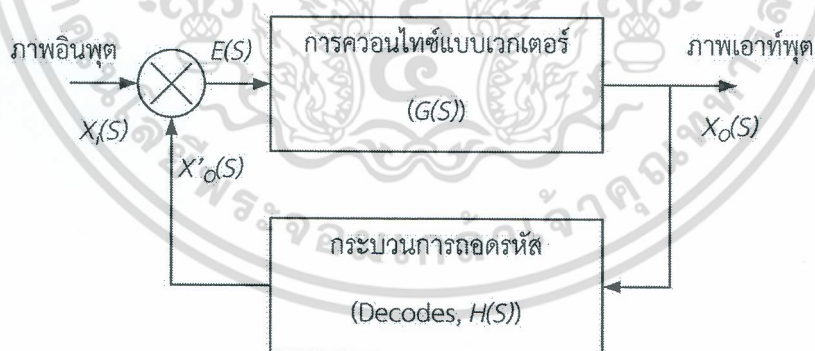 ภาพอินพุต
E(S)
การควอนไทซ์แบบเวกเตอร์
(G(S))
ภาพเอาท์พุต
X_i(S)
X_O(S)
X'_O(S)
กระบวนการถอดรหัส
(Decodes, H(S))